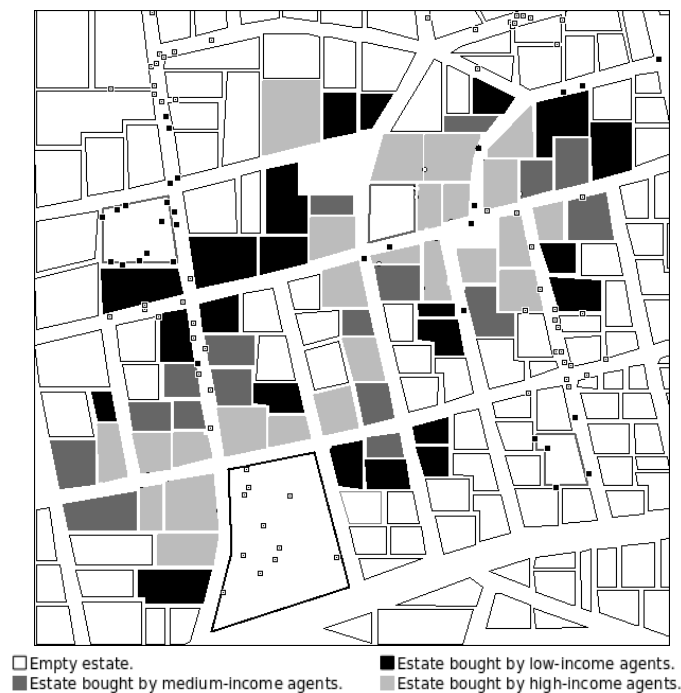 Empty estate.
Estate bought by low-income agents.
Estate bought by medium-income agents.
Estate bought by high-income agents.